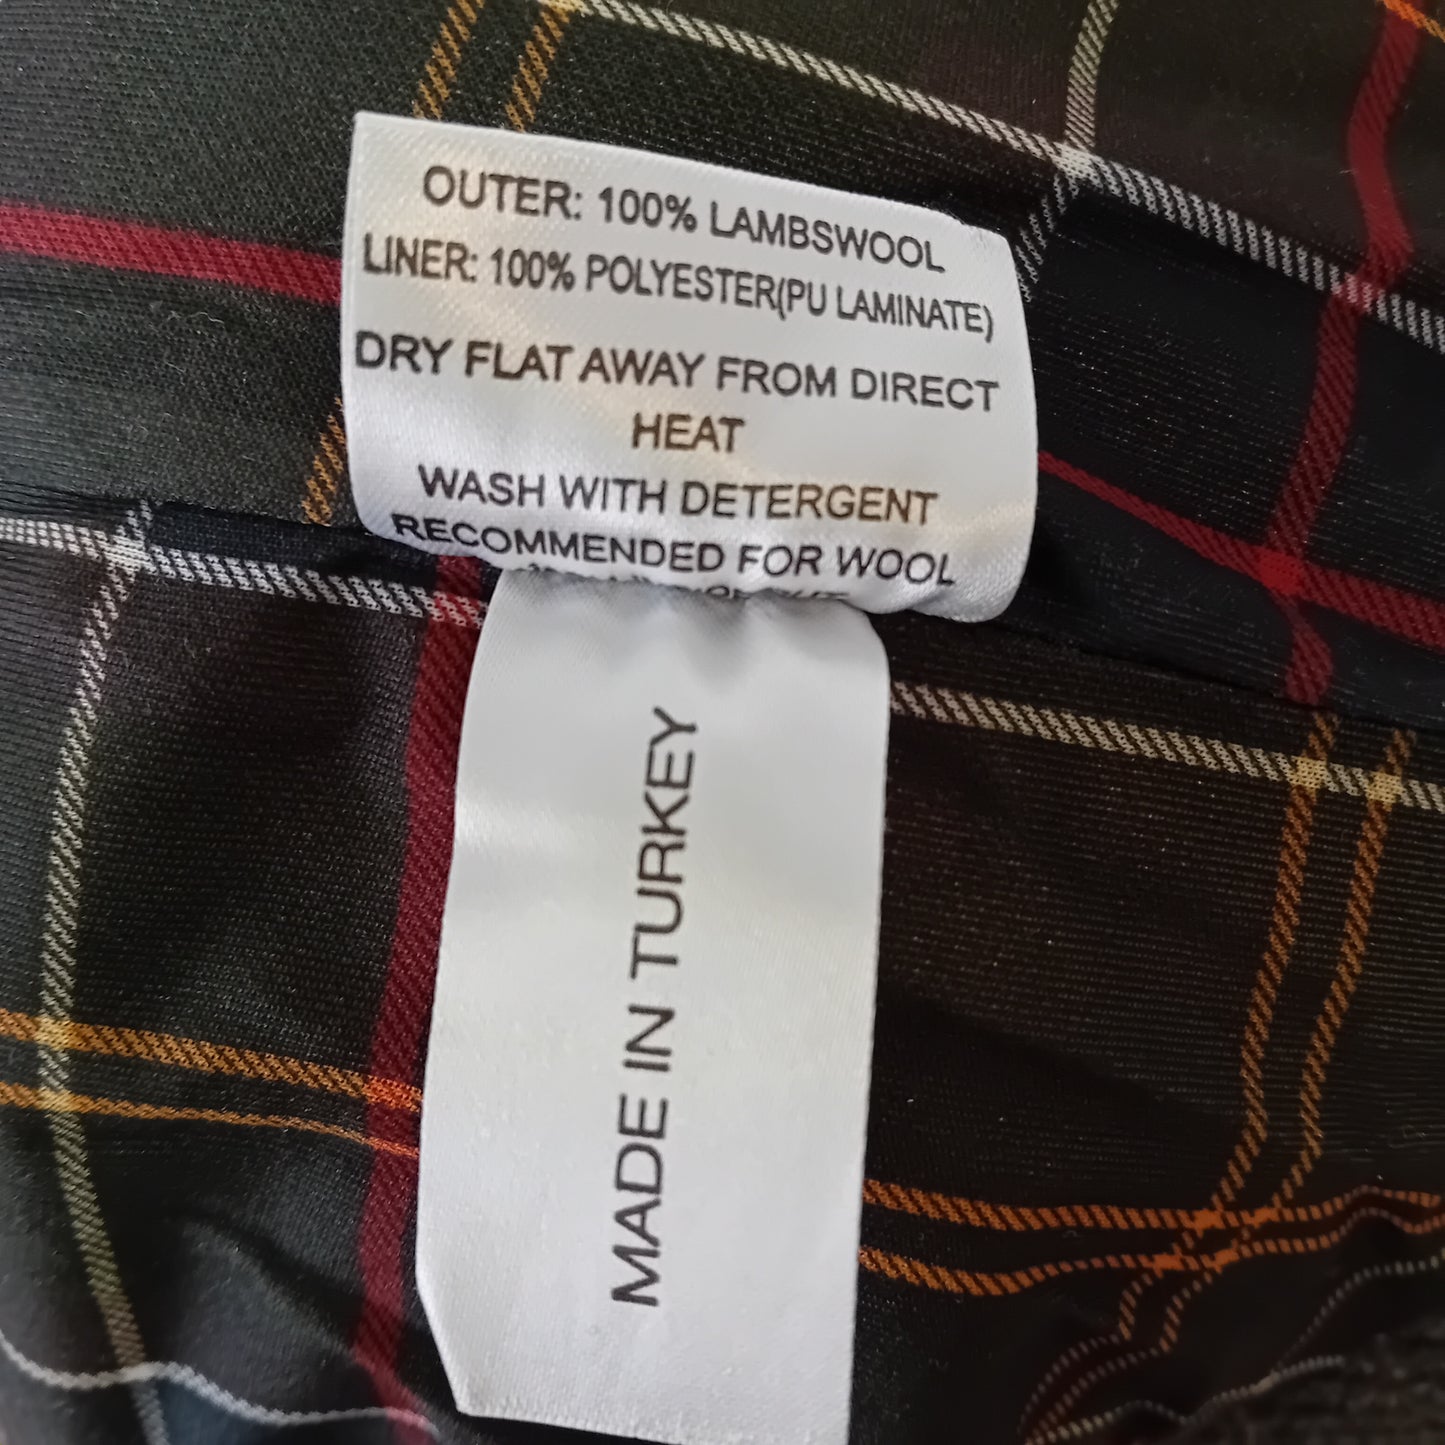 OUTER: 100% LAMBSWOOL
LINER: 100% POLYESTER(PU LAMINATE)
DRY FLAT AWAY FROM DIRECT
HEAT
WASH WITH DETERGENT
RECOMMENDED FOR WOOL
MADE IN TURKEY